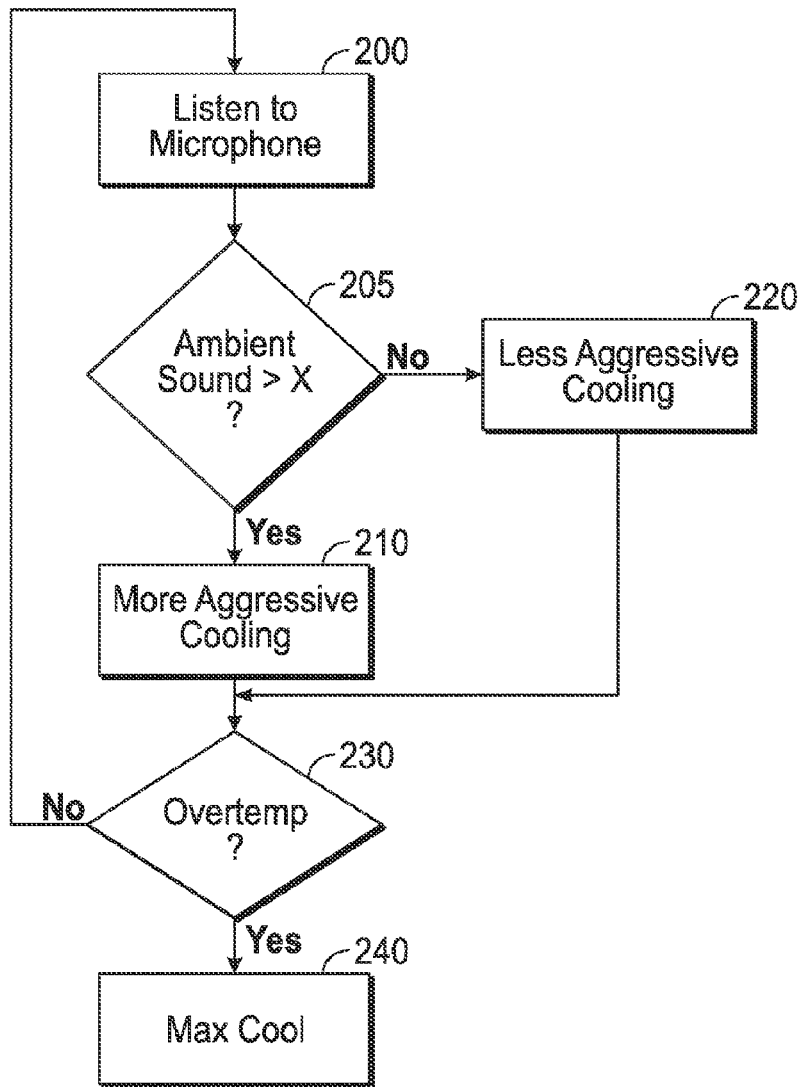 200
Listen to
Microphone
205
Ambient
Sound > X
?
No
220
Less Aggressive
Cooling
Yes
210
More Aggressive
Cooling
230
Overtemp
?
No
Yes
240
Max Cool